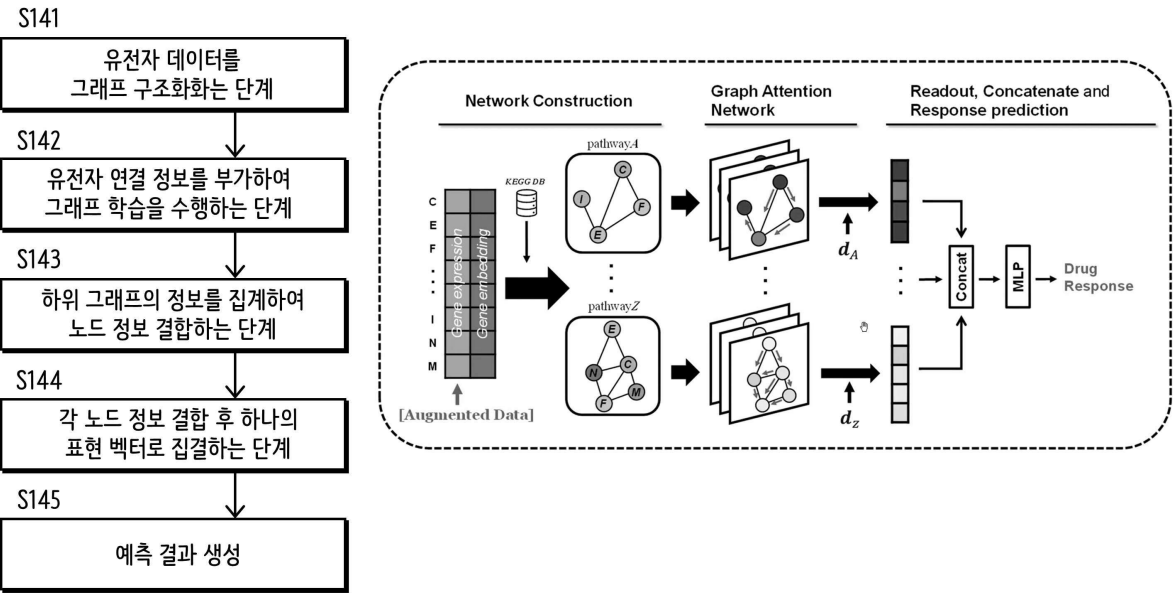 S141
유전자 데이터를
그래프 구조화화는 단계
S142
유전자 연결 정보를 부가하여
그래프 학습을 수행하는 단계
S143
하위 그래프의 정보를 집계하여
노드 정보 결합하는 단계
S144
각 노드 정보 결합 후 하나의
표현 벡터로 집결하는 단계
S145
예측 결과 생성
Network Construction
Graph Attention
Network
Readout, Concatenate and
Response prediction
C
E
F
I
N
M
Gene expression
Gene embedding
[Augmented Data]
KEGG DB
pathwayA
C
I
F
E
pathwayZ
E
N
C
M
F
d_A
d_Z
Concat
MLP
Drug
Response